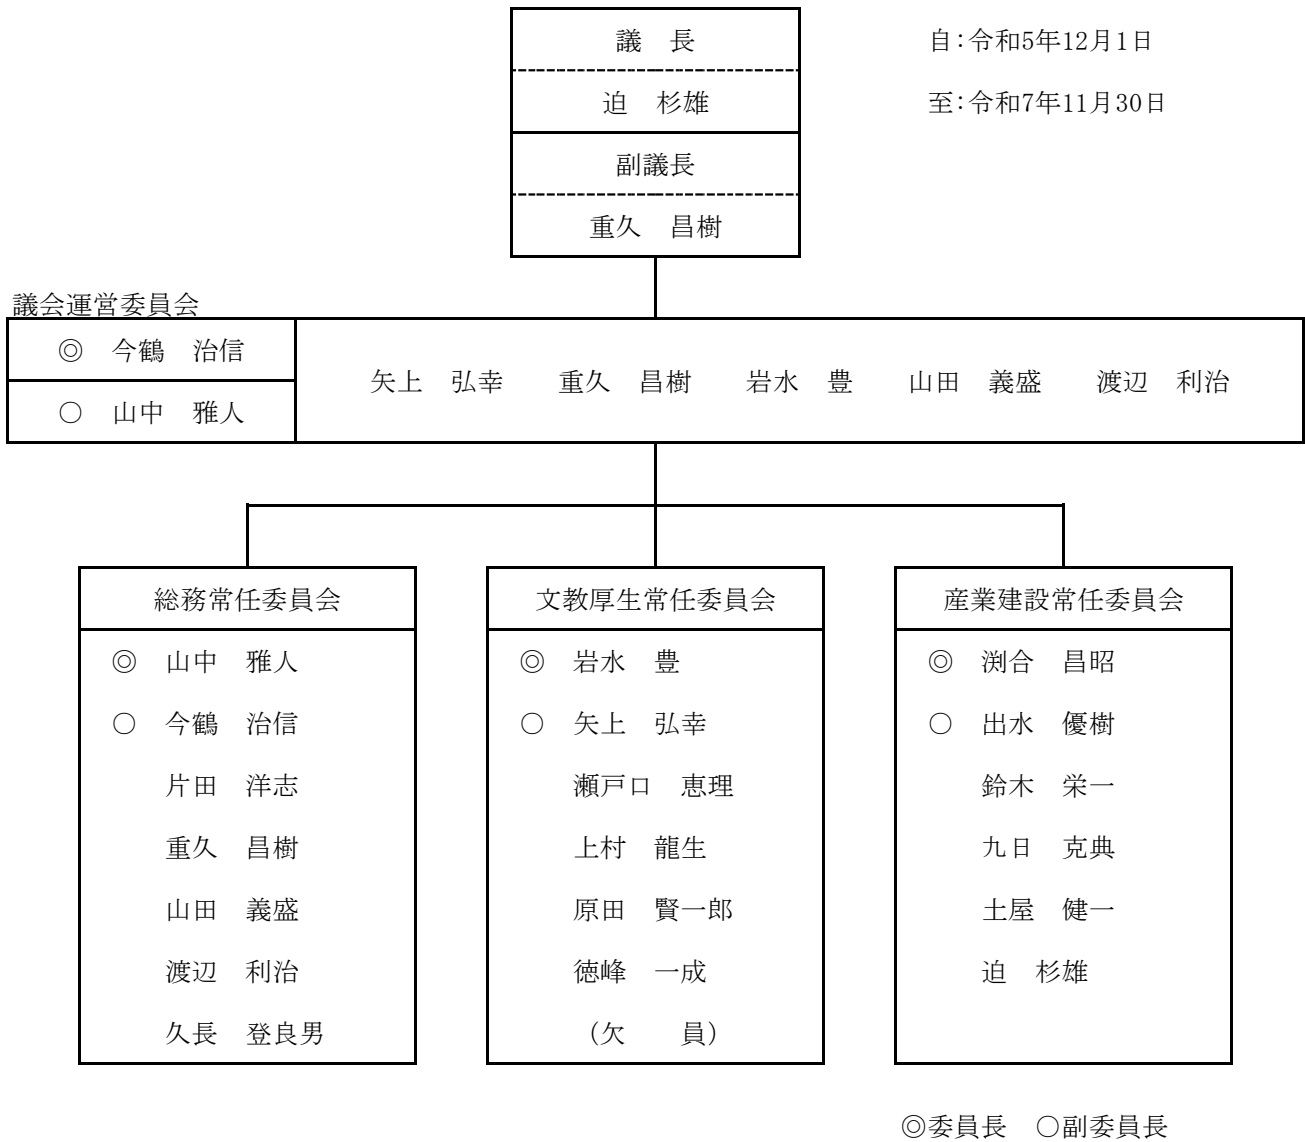 議　長
自：令和5年12月1日
迫　杉雄
至：令和7年11月30日
副議長
重久　昌樹
議会運営委員会
◎　今鶴　治信
○　山中　雅人
矢上　弘幸　　重久　昌樹　　岩水　豊　　山田　義盛　　渡辺　利治
総務常任委員会
◎　山中　雅人
○　今鶴　治信
片田　洋志
重久　昌樹
山田　義盛
渡辺　利治
久長　登良男
文教厚生常任委員会
◎　岩水　豊
○　矢上　弘幸
瀬戸口　恵理
上村　龍生
原田　賢一郎
徳峰　一成
（欠　　員）
産業建設常任委員会
◎　渕合　昌昭
○　出水　優樹
鈴木　栄一
九日　克典
土屋　健一
迫　杉雄
◎委員長　○副委員長